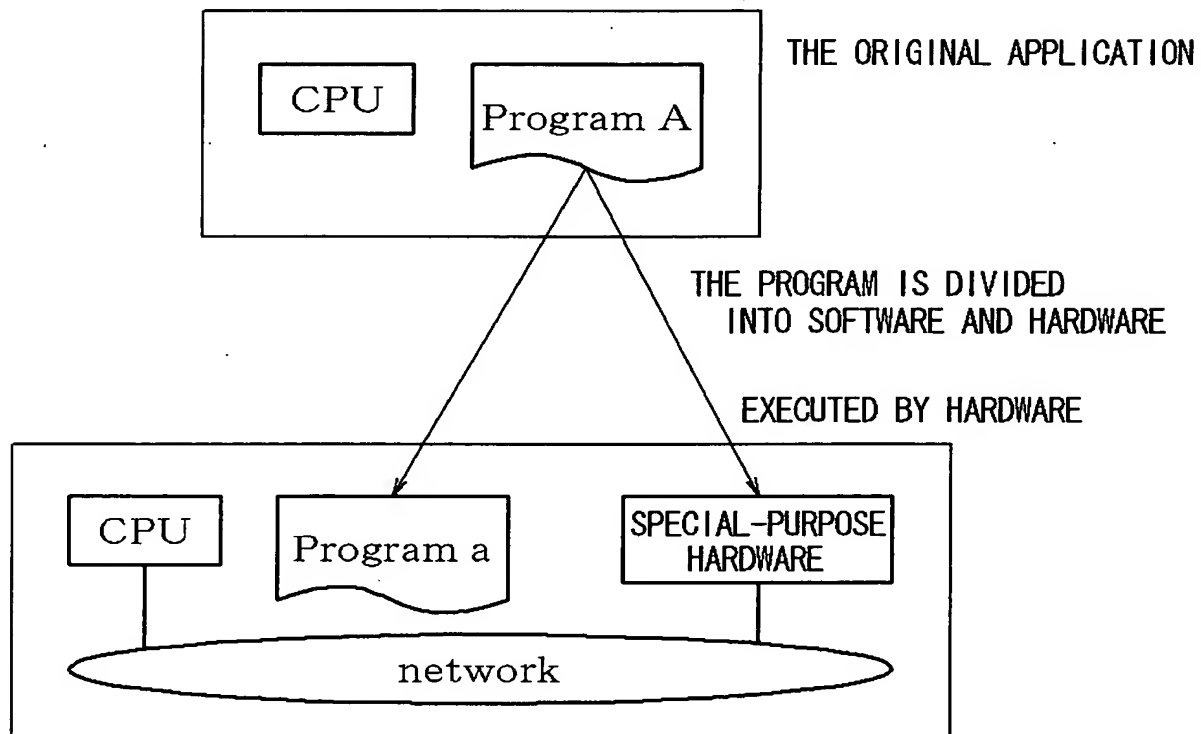 THE ORIGINAL APPLICATION
CPU
Program A
THE PROGRAM IS DIVIDED
INTO SOFTWARE AND HARDWARE
EXECUTED BY HARDWARE
CPU
Program a
SPECIAL-PURPOSE
HARDWARE
network